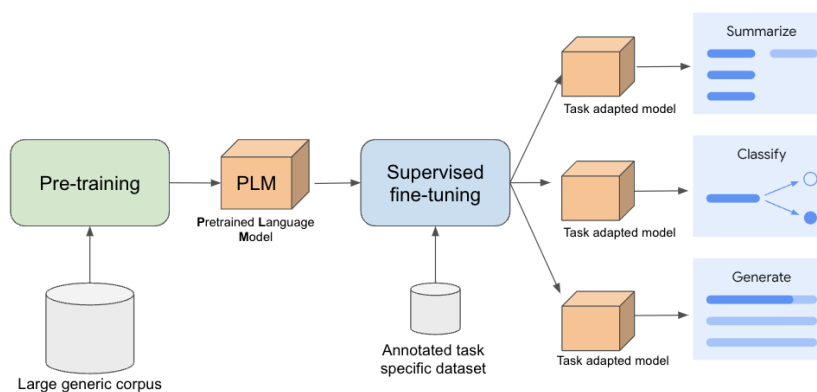 Summarize
Task adapted model
Pre-training
PLM
Pretrained Language
Model
Supervised
fine-tuning
Classify
Task adapted model
Generate
Task adapted model
Large generic corpus
Annotated task
specific dataset